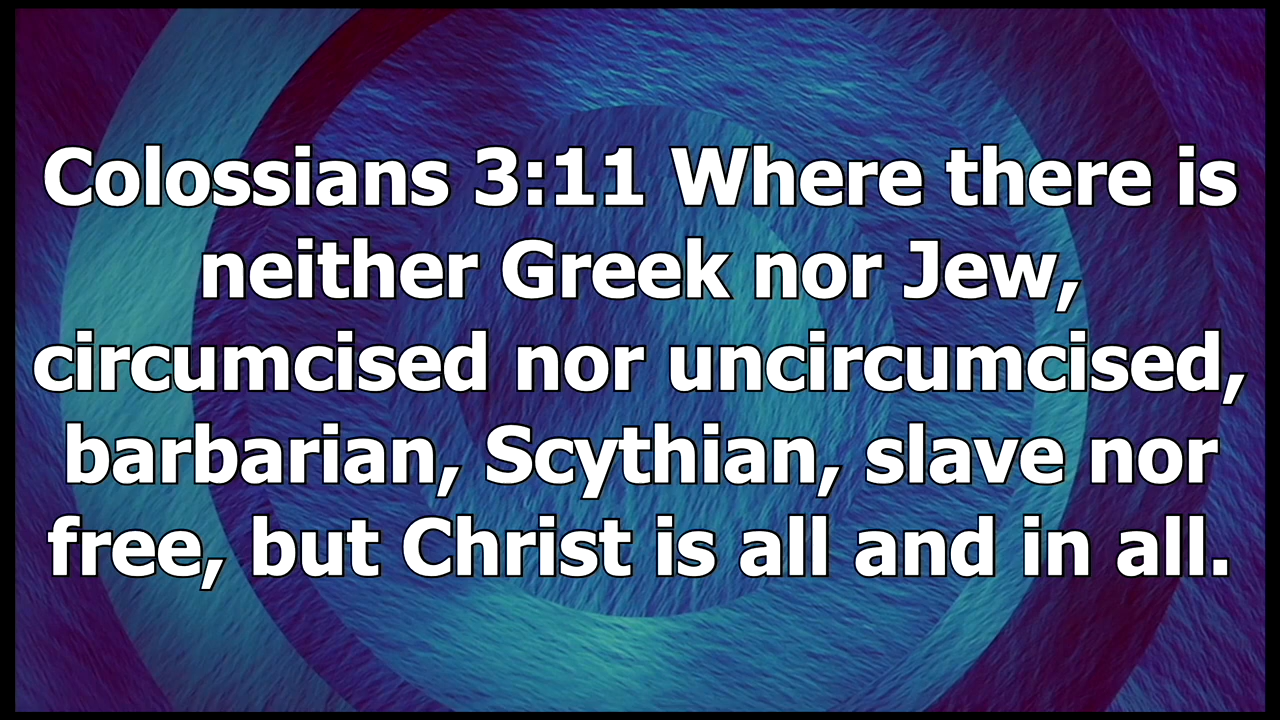 Colossians 3:11 Where there is
neither Greek nor Jew,
circumcised nor uncircumcised,
barbarian, Scythian, slave nor
free, but Christ is all and in all.